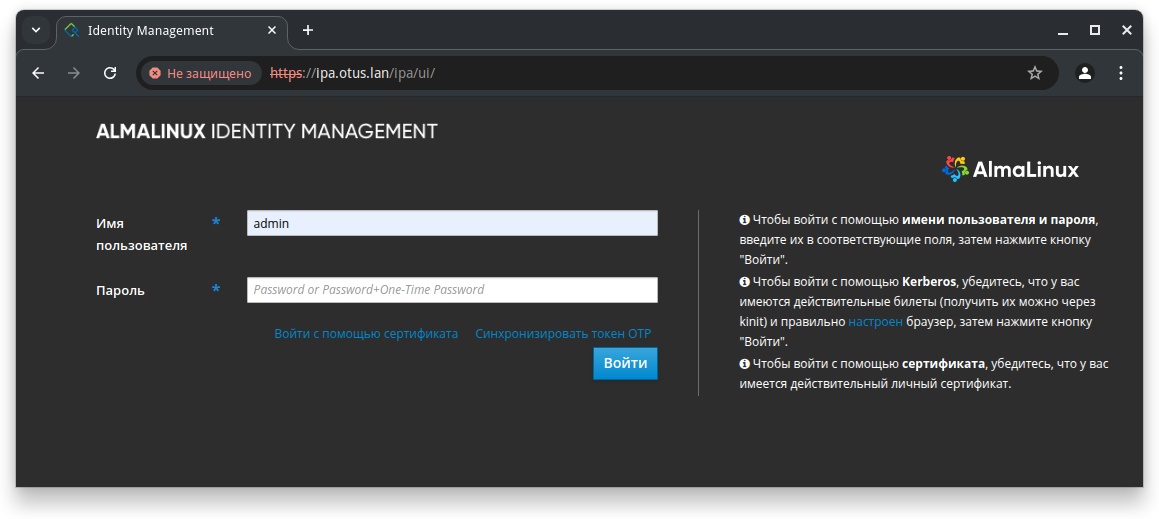 Identity Management
Не защищено https://ipa.otus.lan/ipa/ui/
ALMALINUX IDENTITY MANAGEMENT
AlmaLinux
Имя
пользователя
*
admin
Пароль
*
Password or Password+One-Time Password
Войти с помощью сертификата Синхронизировать токен OTP
Войти
Чтобы войти с помощью имени пользователя и пароля,
введите их в соответствующие поля, затем нажмите кнопку
"Войти".
Чтобы войти с помощью Kerberos, убедитесь, что у вас
имеются действительные билеты (получить их можно через
kinit) и правильно настроен браузер, затем нажмите кнопку
"Войти".
Чтобы войти с помощью сертификата, убедитесь, что у вас
имеется действительный личный сертификат.